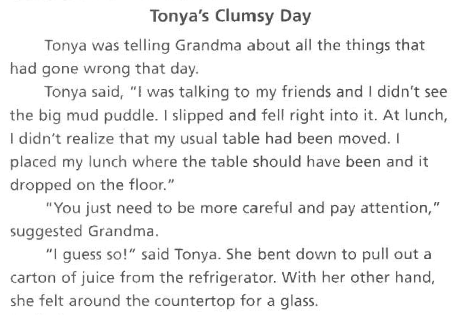 Tonya's Clumsy Day
Tonya was telling Grandma about all the things that
had gone wrong that day.
Tonya said, "I was talking to my friends and I didn't see
the big mud puddle. I slipped and fell right into it. At lunch,
I didn't realize that my usual table had been moved. I
placed my lunch where the table should have been and it
dropped on the floor."
"You just need to be more careful and pay attention,"
suggested Grandma.
"I guess so!" said Tonya. She bent down to pull out a
carton of juice from the refrigerator. With her other hand,
she felt around the countertop for a glass.